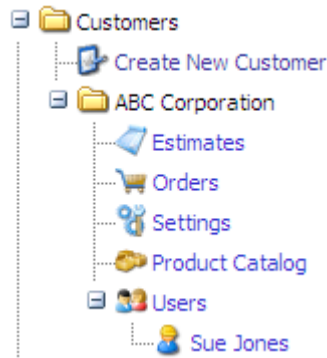 Customers
Create New Customer
ABC Corporation
Estimates
Orders
Settings
Product Catalog
Users
Sue Jones